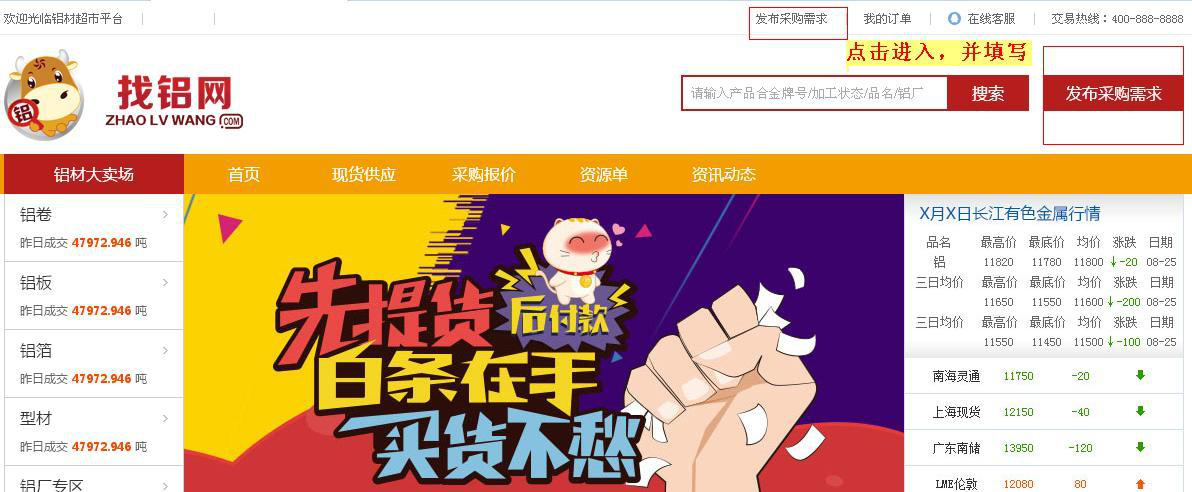 欢迎光临铝材超市平台
发布采购需求 我的订单 在线客服 交易热线：400-888-8888
点击进入，并填写
铝
找铝网
ZHAO LV WANG .COM
请输入产品合金牌号/加工状态/品名/铝厂 搜索 发布采购需求
铝材大卖场 首页 现货供应 采购报价 资源单 资讯动态
铝卷
昨日成交 47972.946 吨
铝板
昨日成交 47972.946 吨
铝箔
昨日成交 47972.946 吨
型材
昨日成交 47972.946 吨
铝厂专区
先提货
后付款
白条在手
买货不愁
X月X日长江有色金属行情
品名 最高价 最底价 均价 涨跌 日期
铝 11820 11780 11800 ↓-20 08-25
三日均价 最高价 最底价 均价 涨跌 日期
11650 11550 11600 ↓-200 08-25
三日均价 最高价 最底价 均价 涨跌 日期
11550 11450 11500 ↓-100 08-25
南海灵通 11750 -20
上海现货 12150 -40
广东南储 13950 -120
LME伦敦 12080 80